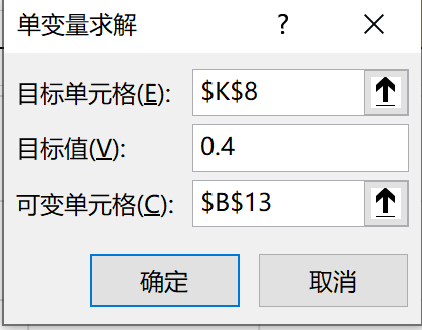 单变量求解 ?
目标单元格(E): $K$8
目标值(V): 0.4
可变单元格(C): $B$13
确定 取消